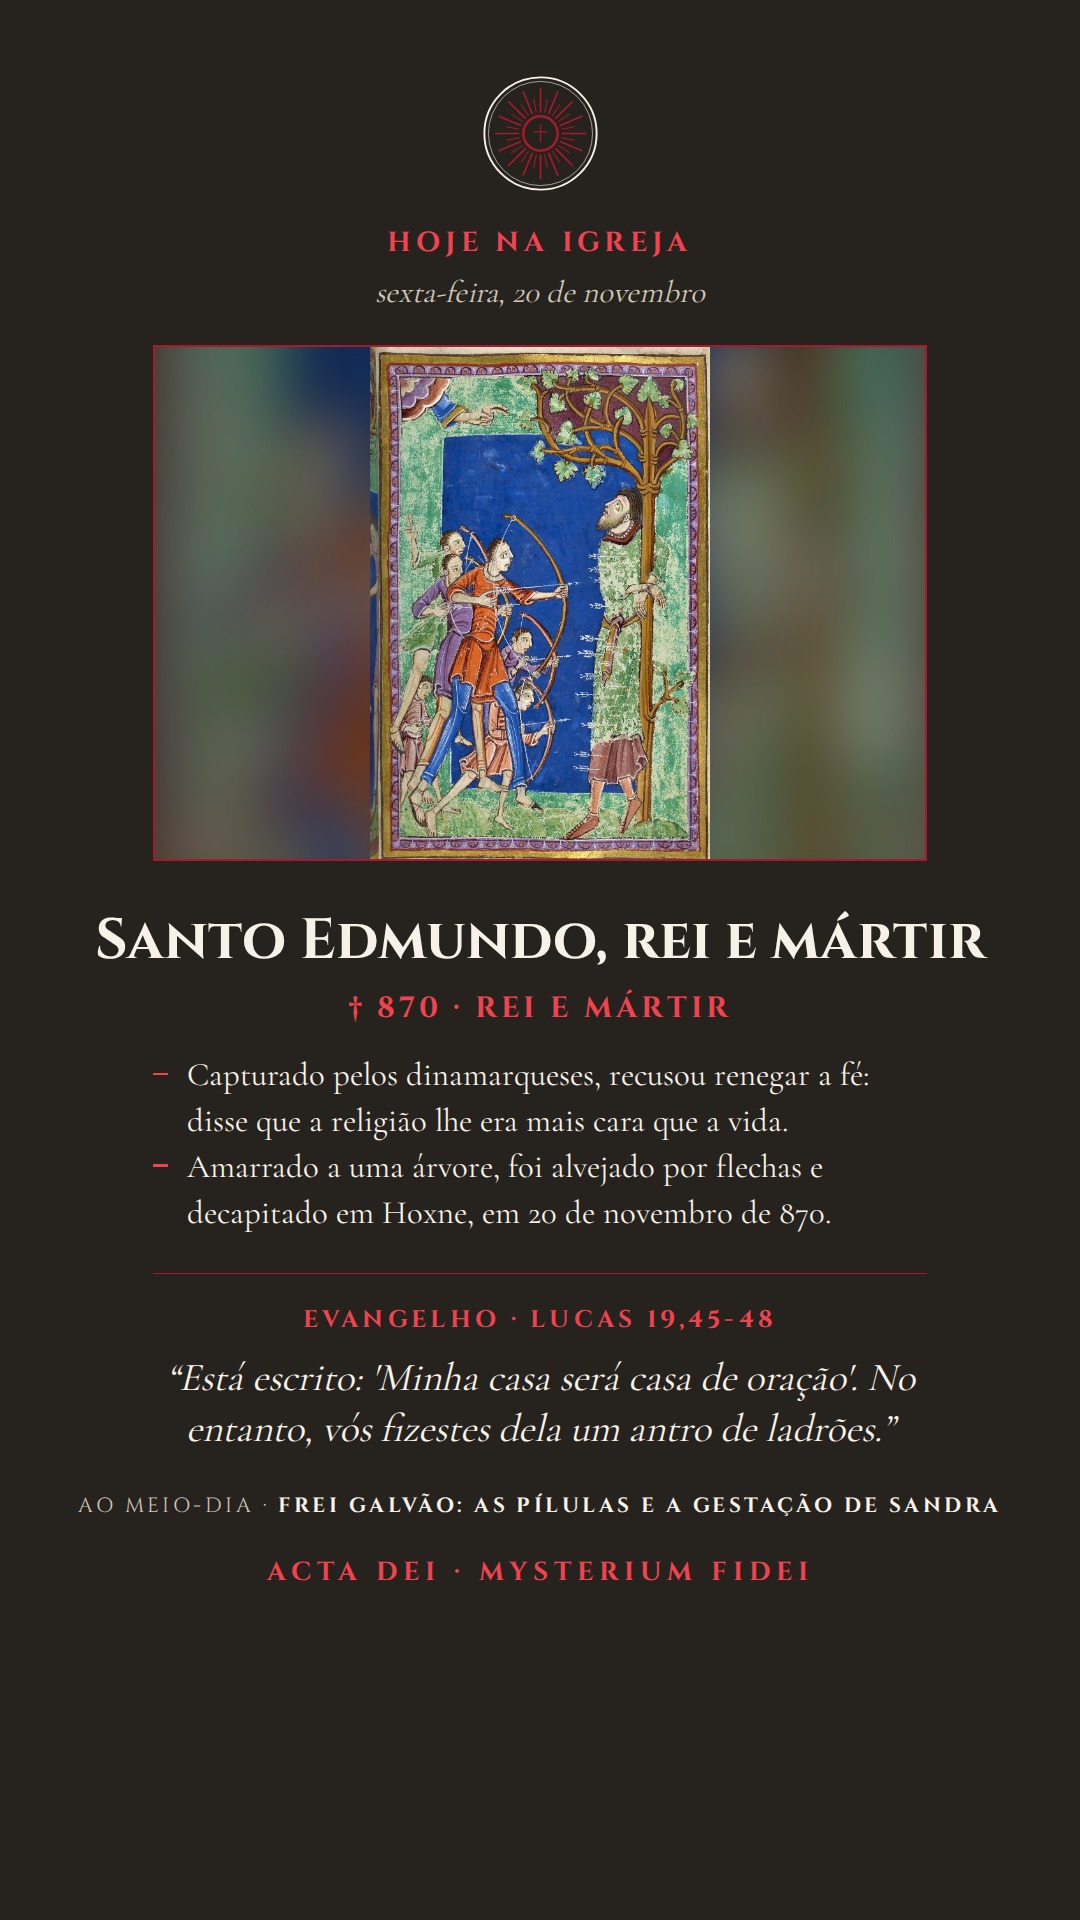 HOJE NA IGREJA
sexta-feira, 20 de novembro
Santo Edmundo, rei e mártir
† 870 · REI E MÁRTIR
– Capturado pelos dinamarqueses, recusou renegar a fé:
disse que a religião lhe era mais cara que a vida.
– Amarrado a uma árvore, foi alvejado por flechas e
decapitado em Hoxne, em 20 de novembro de 870.
EVANGELHO · LUCAS 19,45-48
“Está escrito: 'Minha casa será casa de oração'. No
entanto, vós fizestes dela um antro de ladrões.”
AO MEIO-DIA · FREI GALVÃO: AS PÍLULAS E A GESTAÇÃO DE SANDRA
ACTA DEI · MYSTERIUM FIDEI